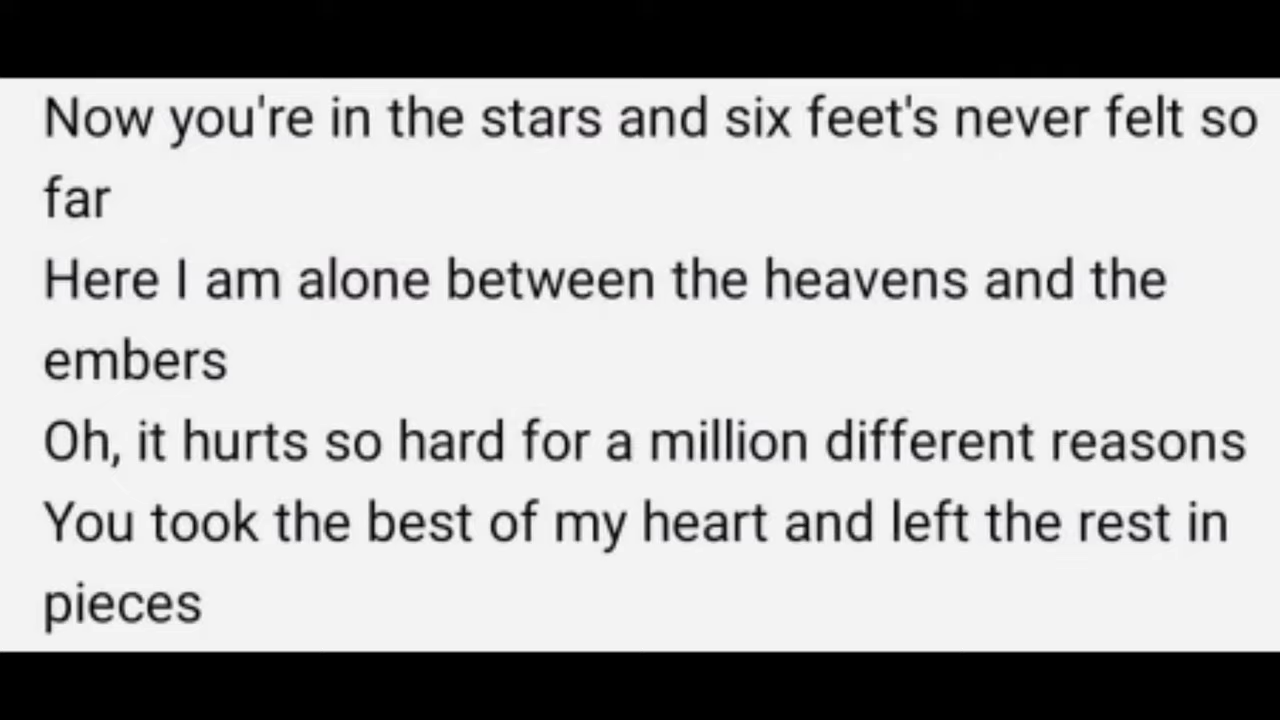 Now you're in the stars and six feet's never felt so
far
Here I am alone between the heavens and the
embers
Oh, it hurts so hard for a million different reasons
You took the best of my heart and left the rest in
pieces